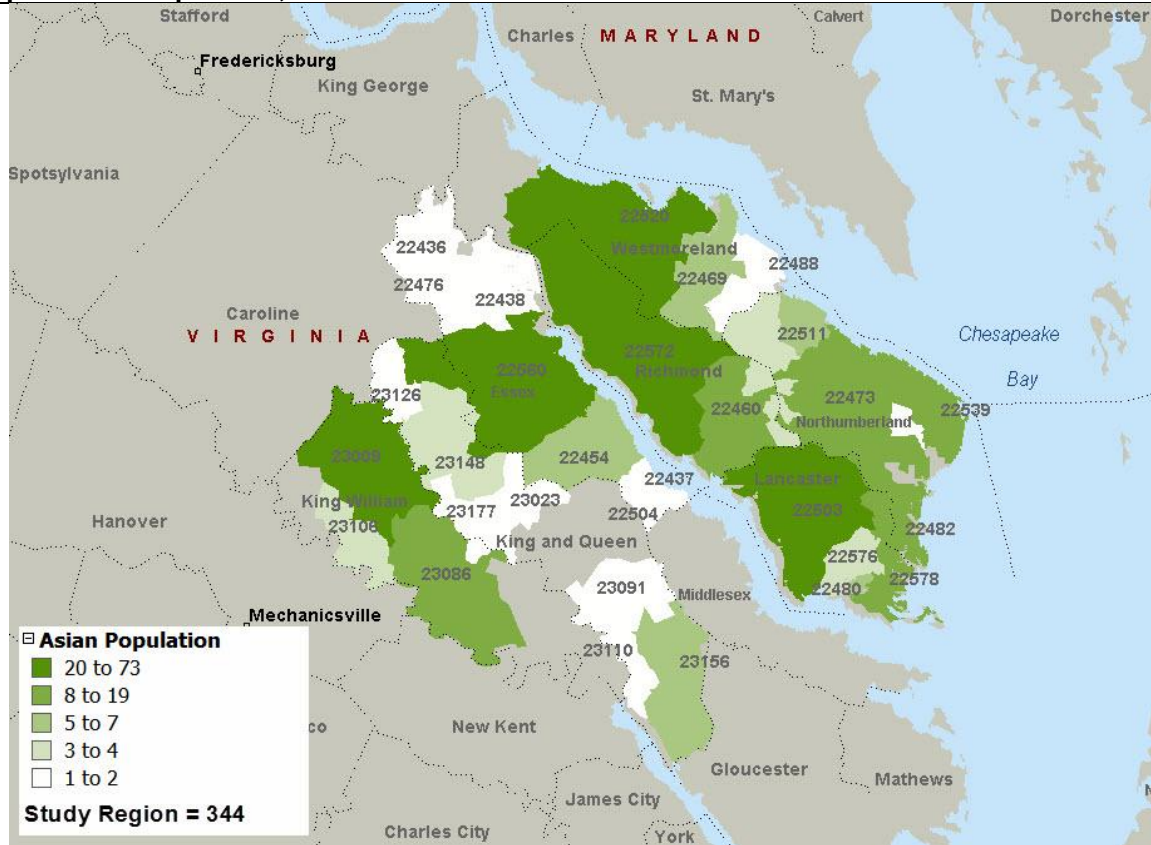 Stafford
Calvert
Dorchester
Charles
MARYLAND
Fredericksburg
King George
St. Mary's
Spotsylvania
22520
22436
Westmoreland
22488
22469
22476
22438
Caroline
VIRGINIA
22511
Chesapeake
Bay
22572
Richmond
22560
Essex
23126
22473
22539
22460
Northumberland
23009
23148
22454
Lancaster
22437
King William
23177
23023
22504
22503
23106
Hanover
King and Queen
22482
22576
23086
22578
22480
23091
Middlesex
Mechanicsville
23110
23156
Asian Population
20 to 73
8 to 19
5 to 7
3 to 4
1 to 2
Study Region = 344
co
New Kent
Gloucester
Mathews
James City
Charles City
York